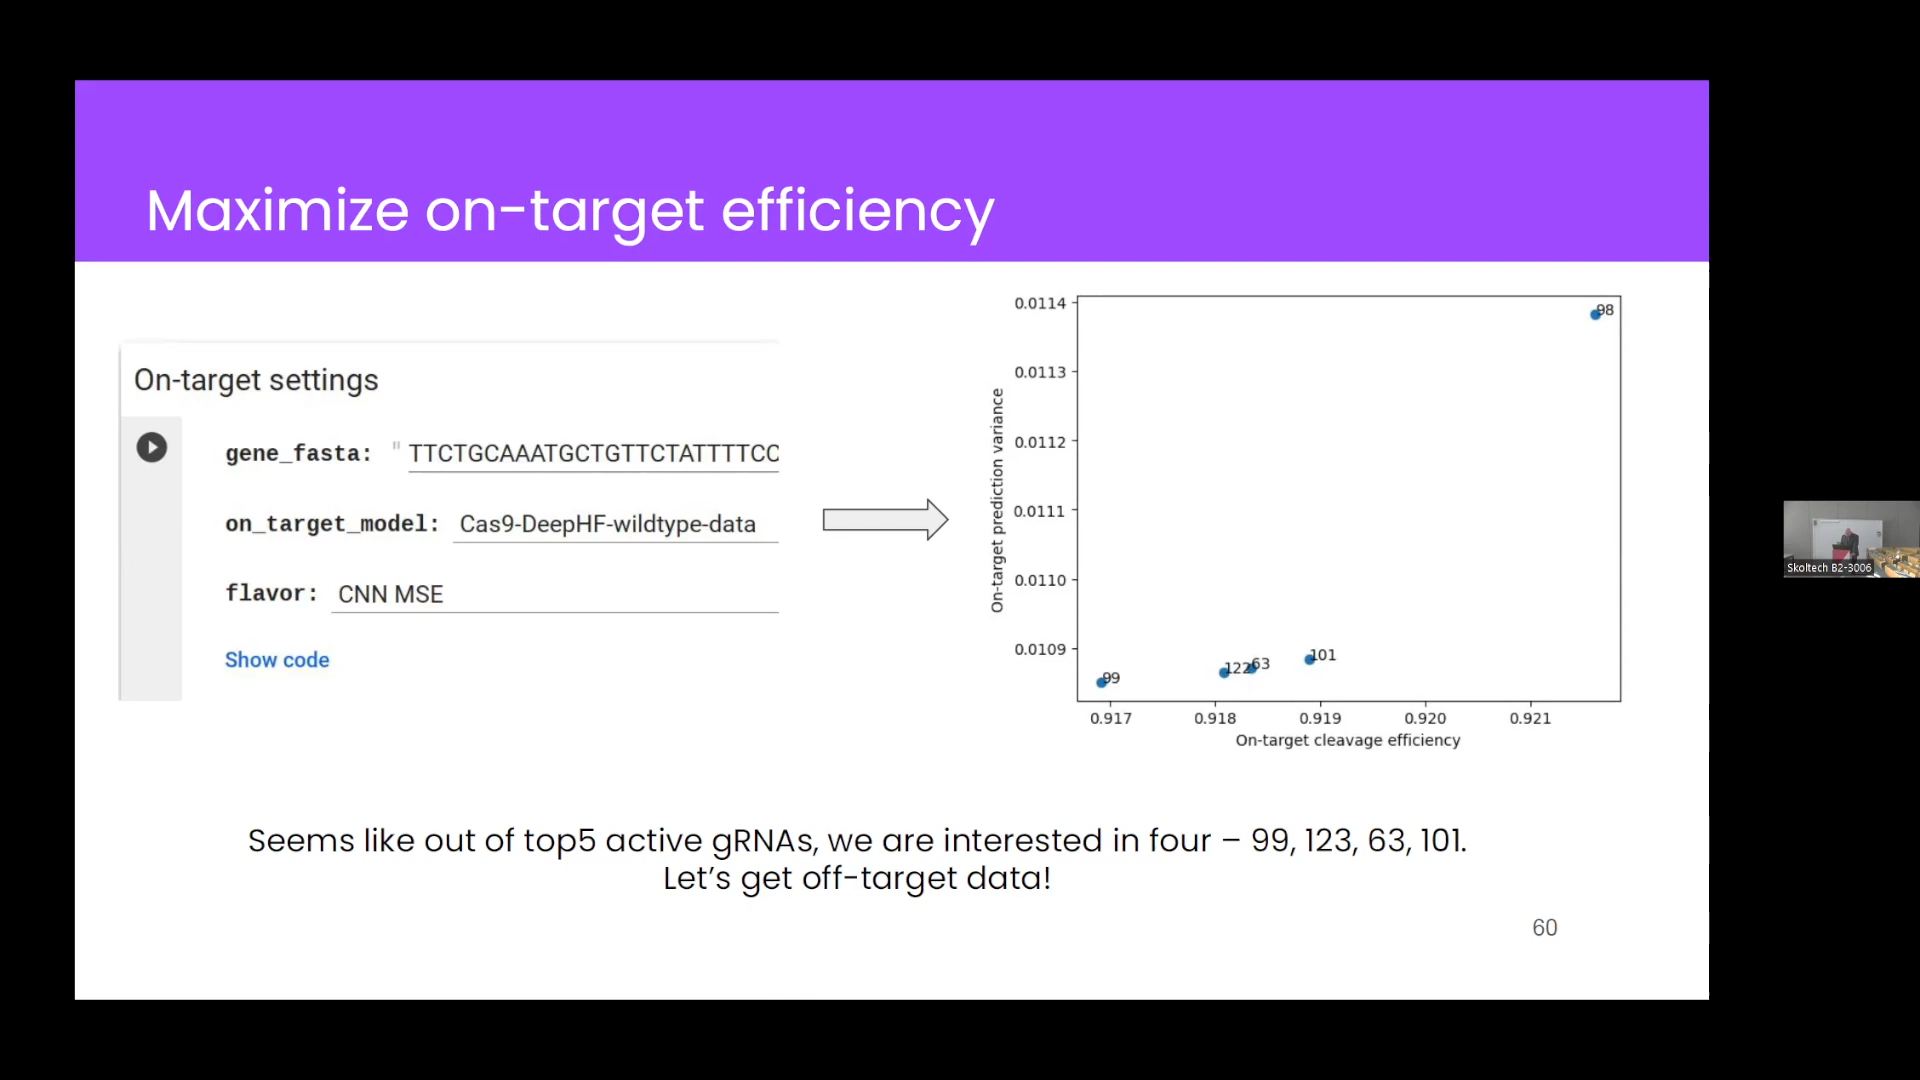 Maximize on-target efficiency
On-target settings
gene_fasta: " TTCTGCAAATGCTGTTCTATTTTCC
on_target_model: Cas9-DeepHF-wildtype-data
flavor: CNN MSE
Show code
On-target prediction variance
0.0114
0.0113
0.0112
0.0111
0.0110
0.0109
98
101
63
122
99
0.917 0.918 0.919 0.920 0.921
On-target cleavage efficiency
Seems like out of top5 active gRNAs, we are interested in four – 99, 123, 63, 101.
Let's get off-target data!
60
Skoltech B2-3006